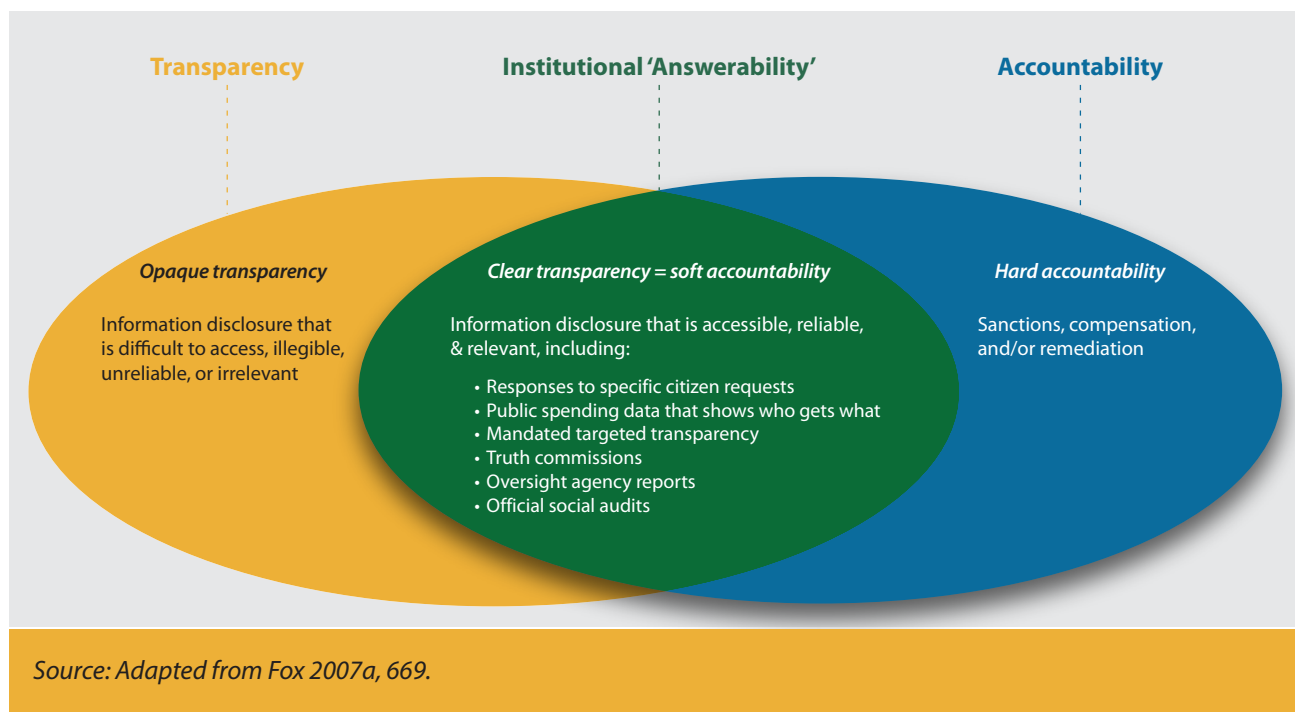 Transparency
Institutional ‘Answerability’
Accountability
Opaque transparency
Information disclosure that
is difficult to access, illegible,
unreliable, or irrelevant
Clear transparency = soft accountability
Information disclosure that is accessible, reliable,
& relevant, including:
• Responses to specific citizen requests
• Public spending data that shows who gets what
• Mandated targeted transparency
• Truth commissions
• Oversight agency reports
• Official social audits
Hard accountability
Sanctions, compensation,
and/or remediation
Source: Adapted from Fox 2007a, 669.